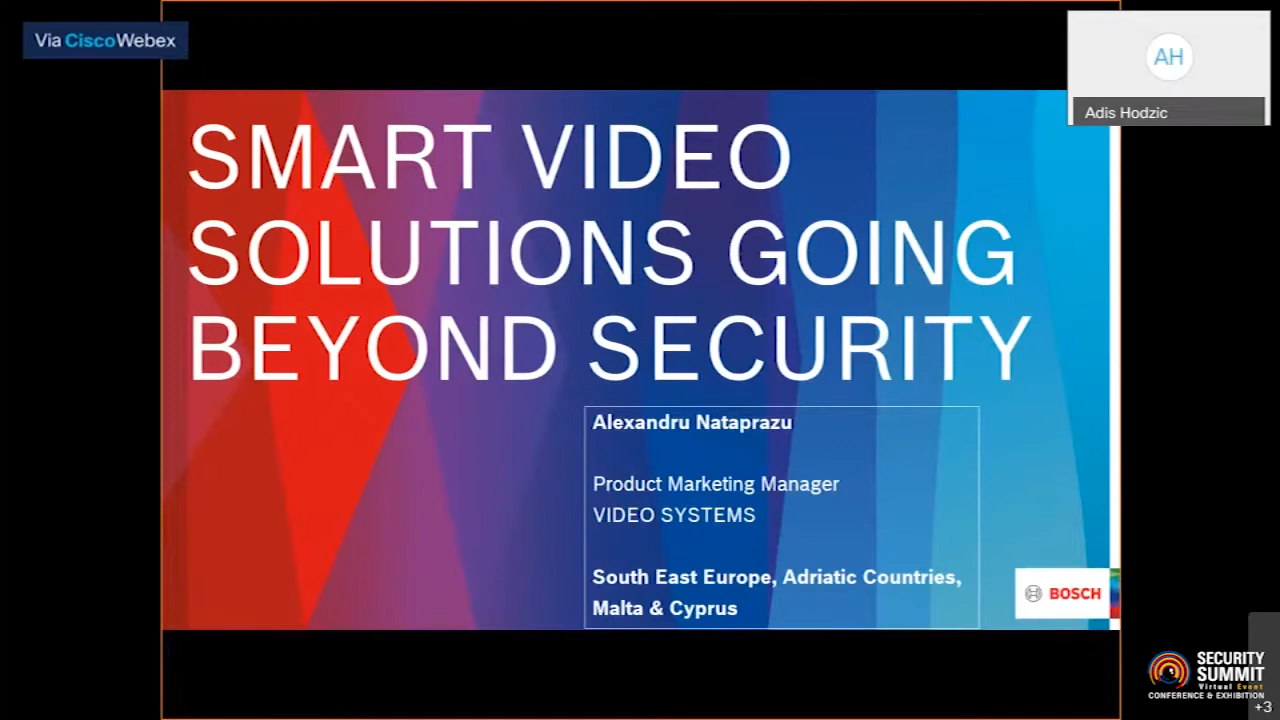 Via CiscoWebex
AH
Adis Hodzic
SMART VIDEO
SOLUTIONS GOING
BEYOND SECURITY
Alexandru Nataprazu
Product Marketing Manager
VIDEO SYSTEMS
South East Europe, Adriatic Countries,
Malta & Cyprus
BOSCH
SECURITY
SUMMIT
Virtual Event
CONFERENCE & EXHIBITION
+3